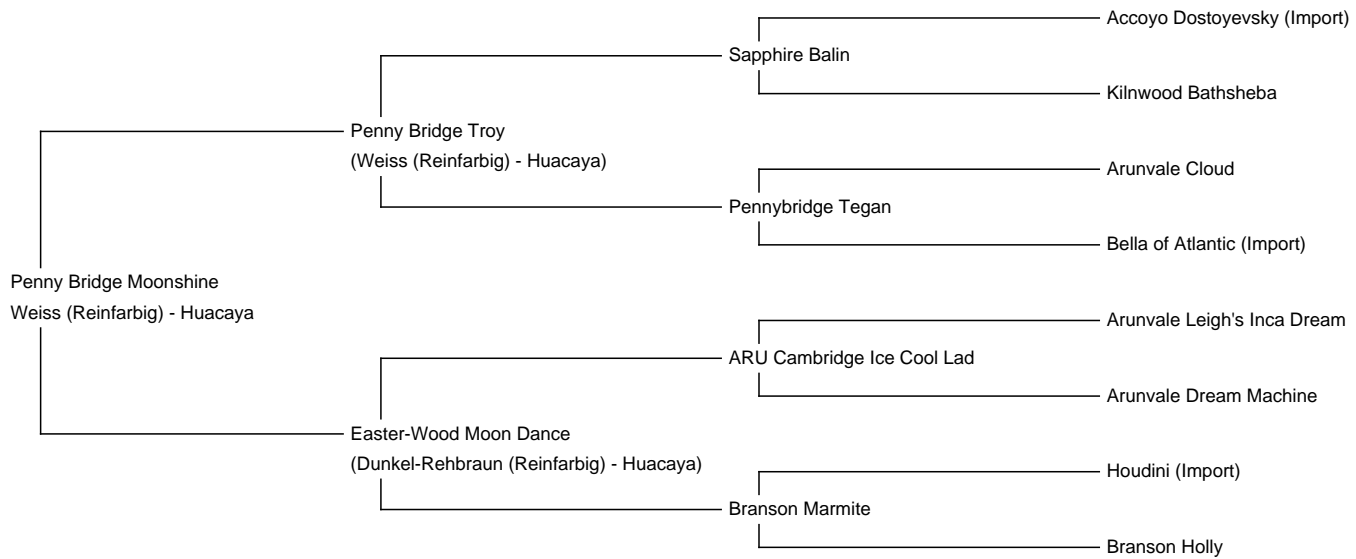 Accoyo Dostoyevsky (Import)
Sapphire Balin
Kilnwood Bathsheba
Penny Bridge Troy
(Weiss (Reinfarbig) - Huacaya)
Arunvale Cloud
Pennybridge Tegan
Bella of Atlantic (Import)
Penny Bridge Moonshine
Weiss (Reinfarbig) - Huacaya
Arunvale Leigh's Inca Dream
ARU Cambridge Ice Cool Lad
Arunvale Dream Machine
Easter-Wood Moon Dance
(Dunkel-Rehbraun (Reinfarbig) - Huacaya)
Houdini (Import)
Branson Marmite
Branson Holly